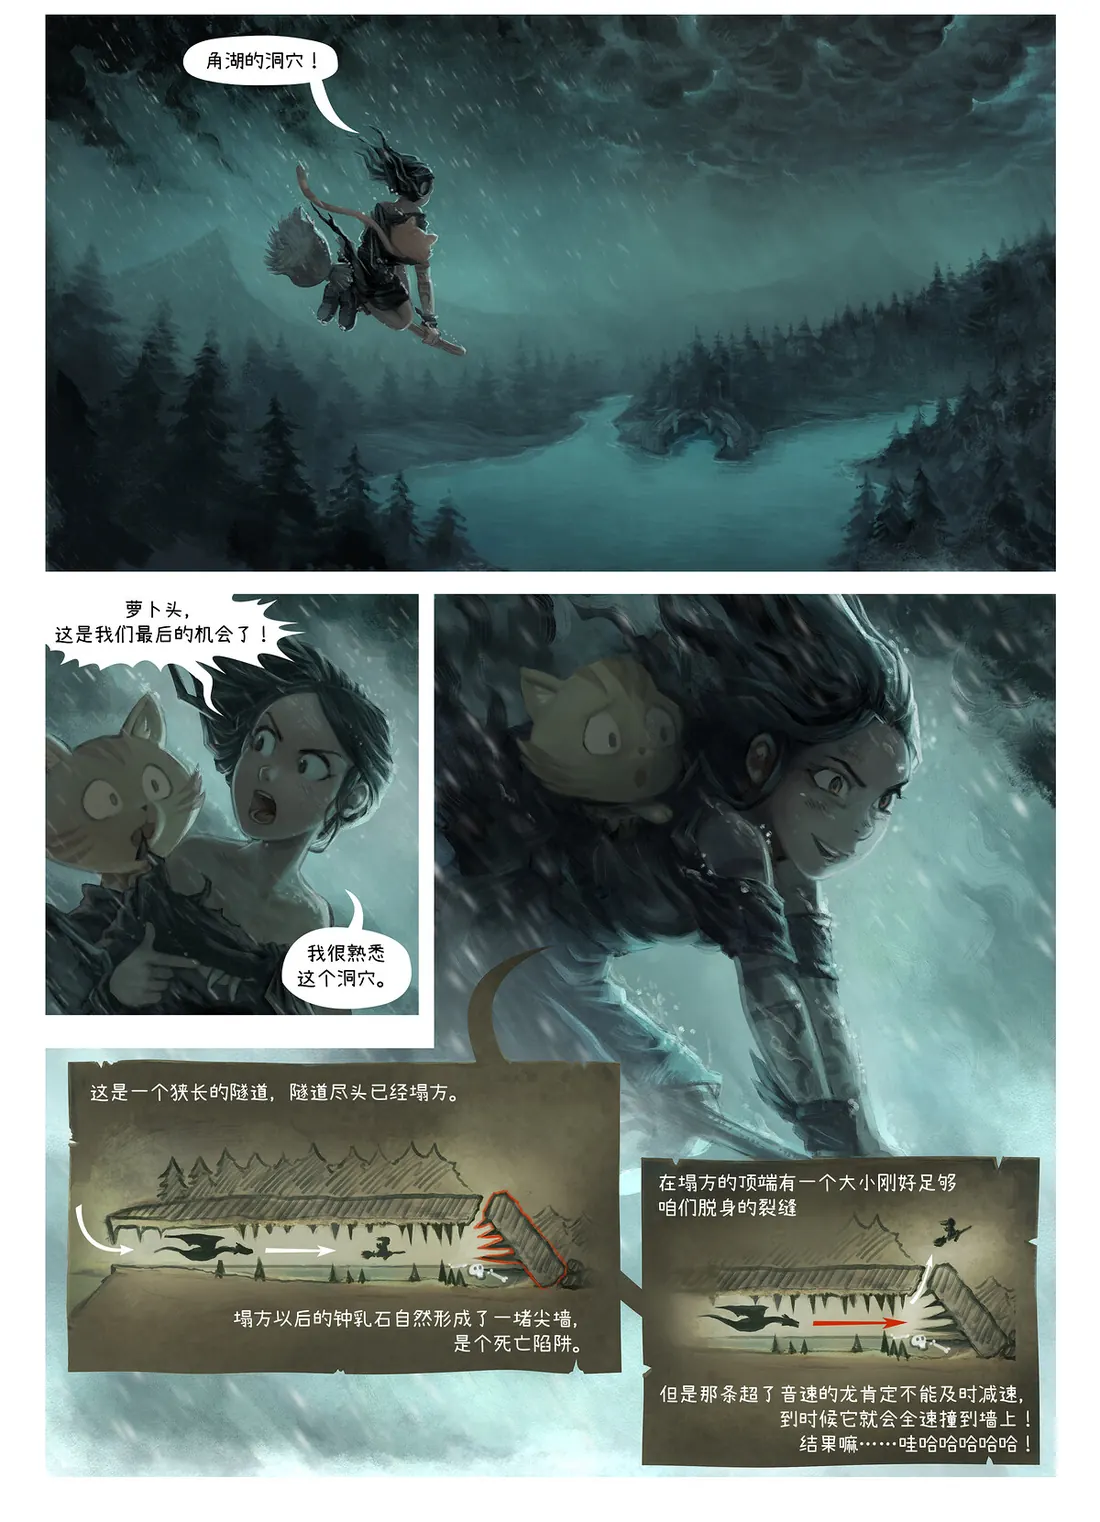 角湖的洞穴！
萝卜头，
这是我们最后的机会了！
我很熟悉
这个洞穴。
这是一个狭长的隧道，隧道尽头已经塌方。
塌方以后的钟乳石自然形成了一堵尖墙，
是个死亡陷阱。
在塌方的顶端有一个大小刚好足够
咱们脱身的裂缝
但是那条超了音速的龙肯定不能及时减速，
到时候它就会全速撞到墙上！
结果嘛……哇哈哈哈哈哈！